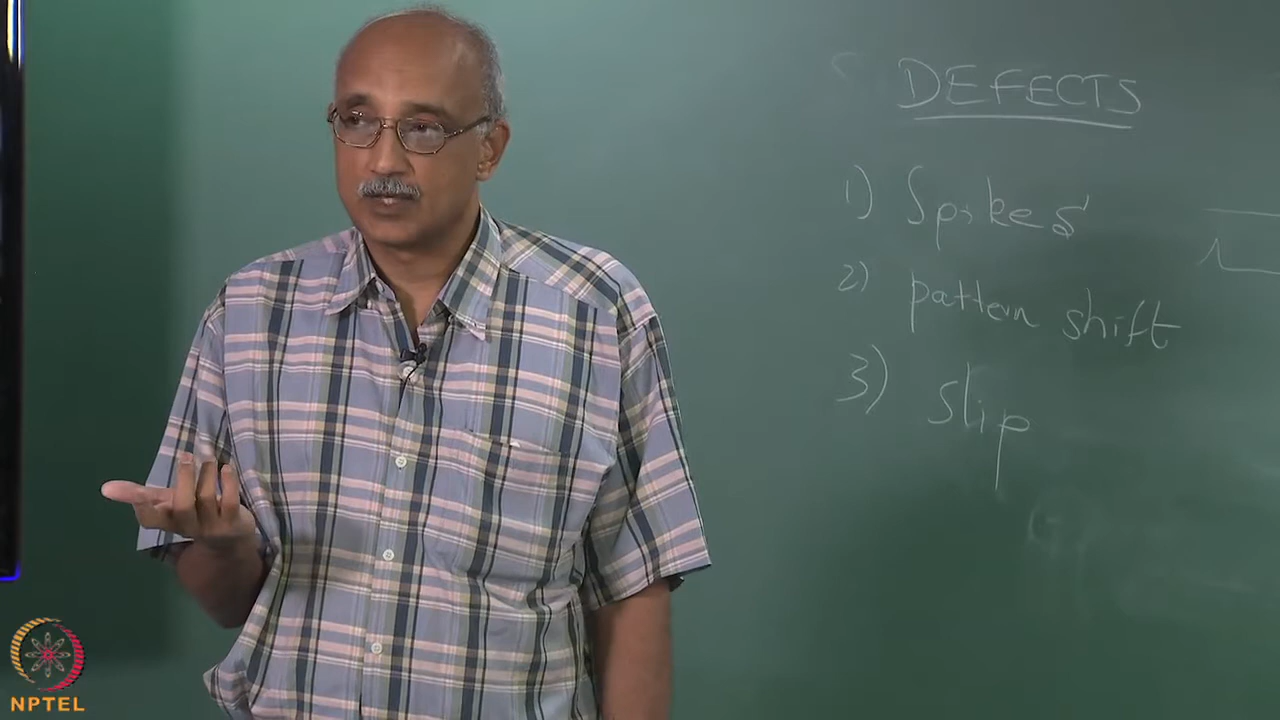 DEFECTS
1) Spikes
2) pattern shift
3) slip
NPTEL